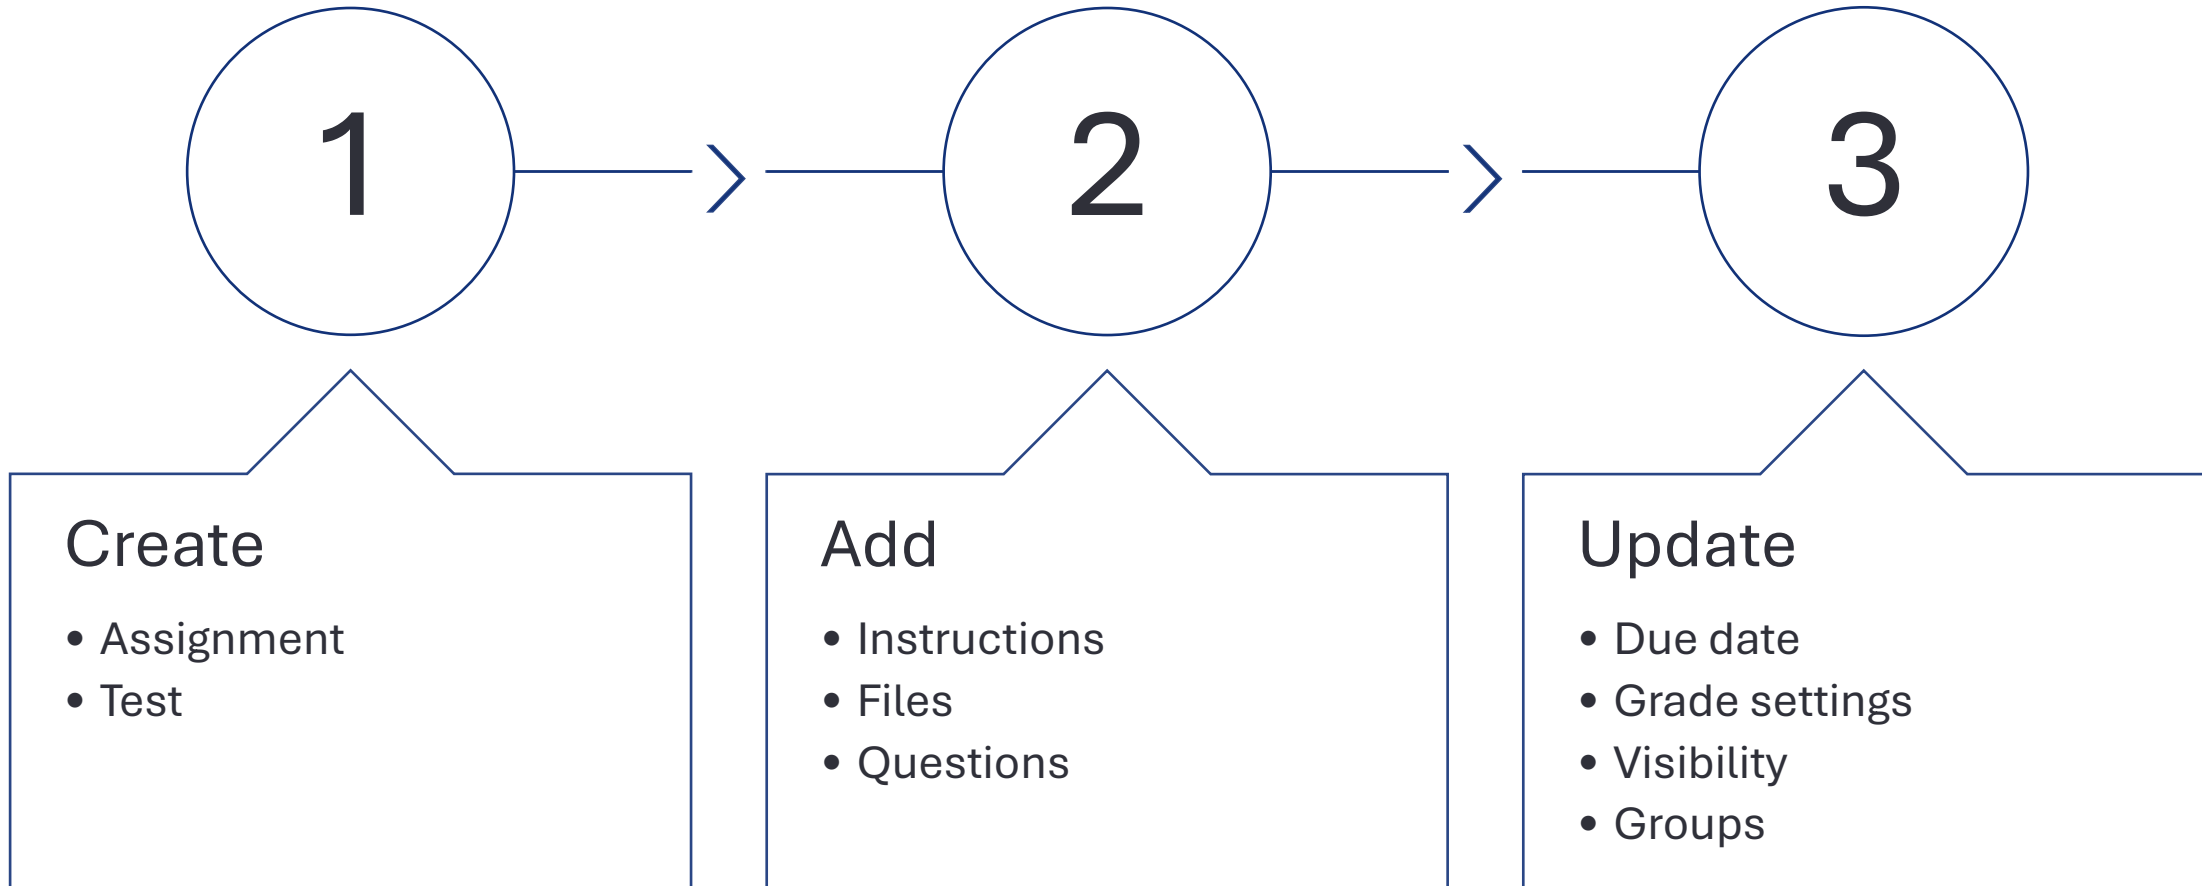 1
2
3
Create
• Assignment
• Test
Add
• Instructions
• Files
• Questions
Update
• Due date
• Grade settings
• Visibility
• Groups